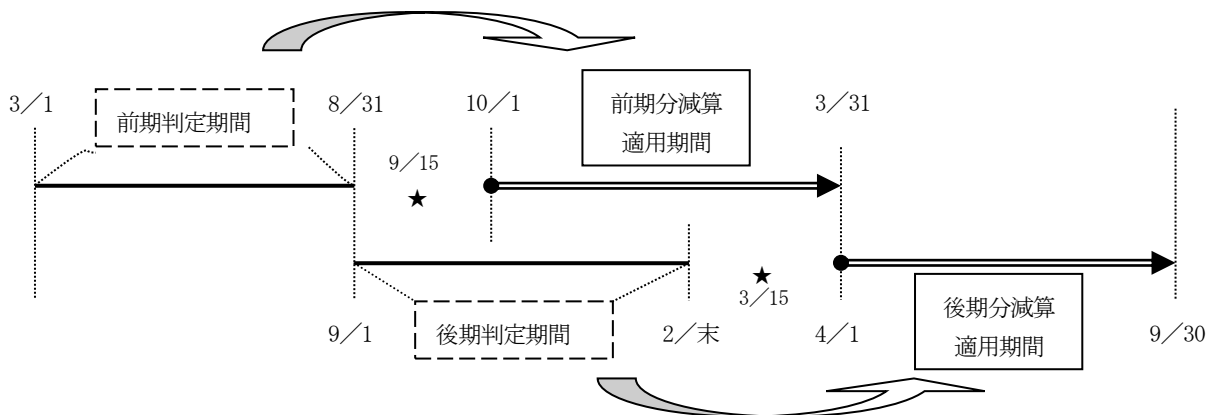 3/1
前期判定期間
8/31
10/1
前期分減算
適用期間
3/31
9/15
★
★
3/15
9/1
後期判定期間
2/末
4/1
後期分減算
適用期間
9/30